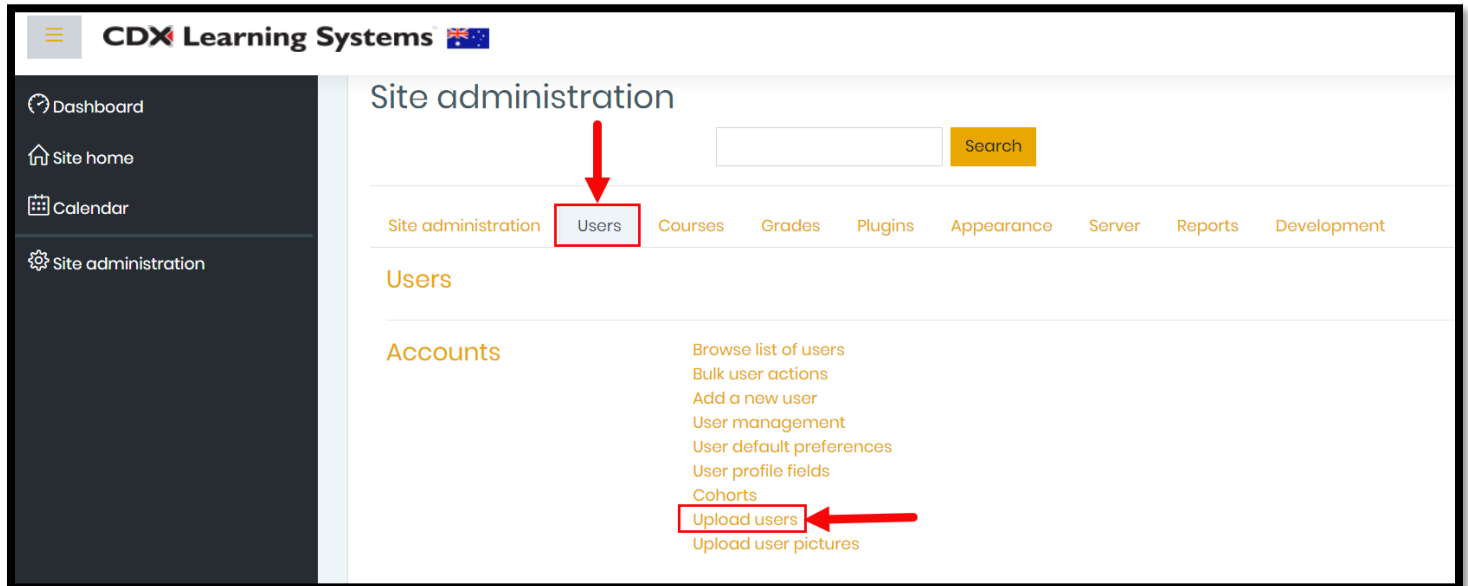 CDX Learning Systems
Dashboard
Site home
Calendar
Site administration
Site administration
Search
Site administration Users Courses Grades Plugins Appearance Server Reports Development
Users
Accounts
Browse list of users
Bulk user actions
Add a new user
User management
User default preferences
User profile fields
Cohorts
Upload users
Upload user pictures